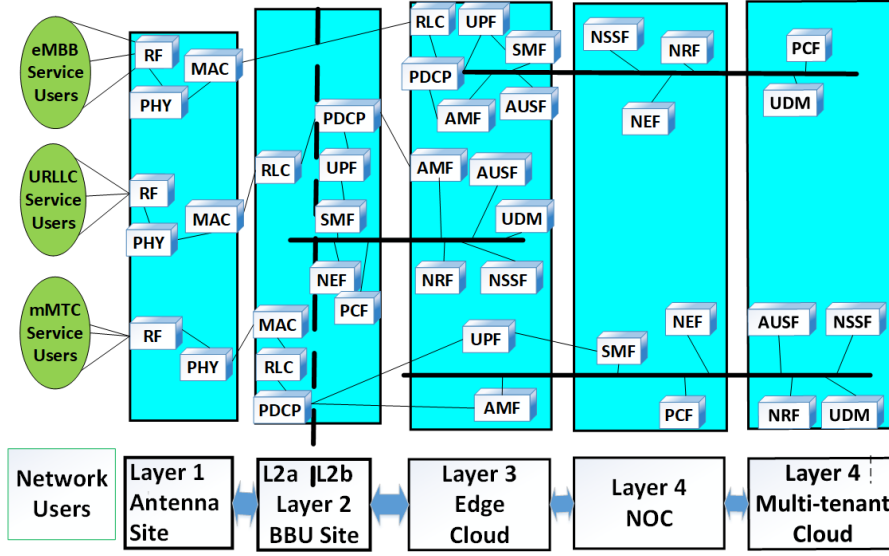 eMBB
Service
Users
RF
PHY
MAC
RLC
UPF
SMF
PDCP
AMF
AUSF
NSSF
NRF
NEF
PCF
UDM
URLLC
Service
Users
RF
PHY
MAC
RLC
PDCP
UPF
SMF
NEF
PCF
AMF
AUSF
UDM
NRF
NSSF
mMTC
Service
Users
RF
PHY
MAC
RLC
PDCP
UPF
AMF
SMF
NEF
PCF
AUSF
NSSF
NRF
UDM
Network
Users
Layer 1
Antenna
Site
L2a L2b
Layer 2
BBU Site
Layer 3
Edge
Cloud
Layer 4
NOC
Layer 4
Multi-tenant
Cloud